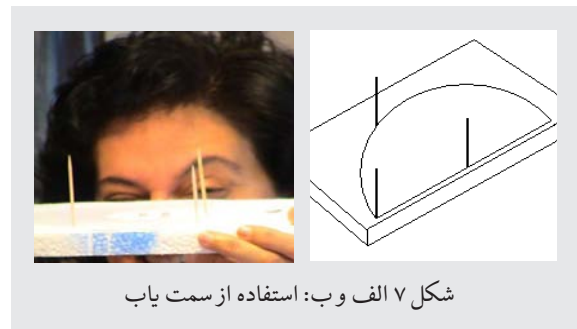 شکل ۷ الف و ب: استفاده از سمت یاب